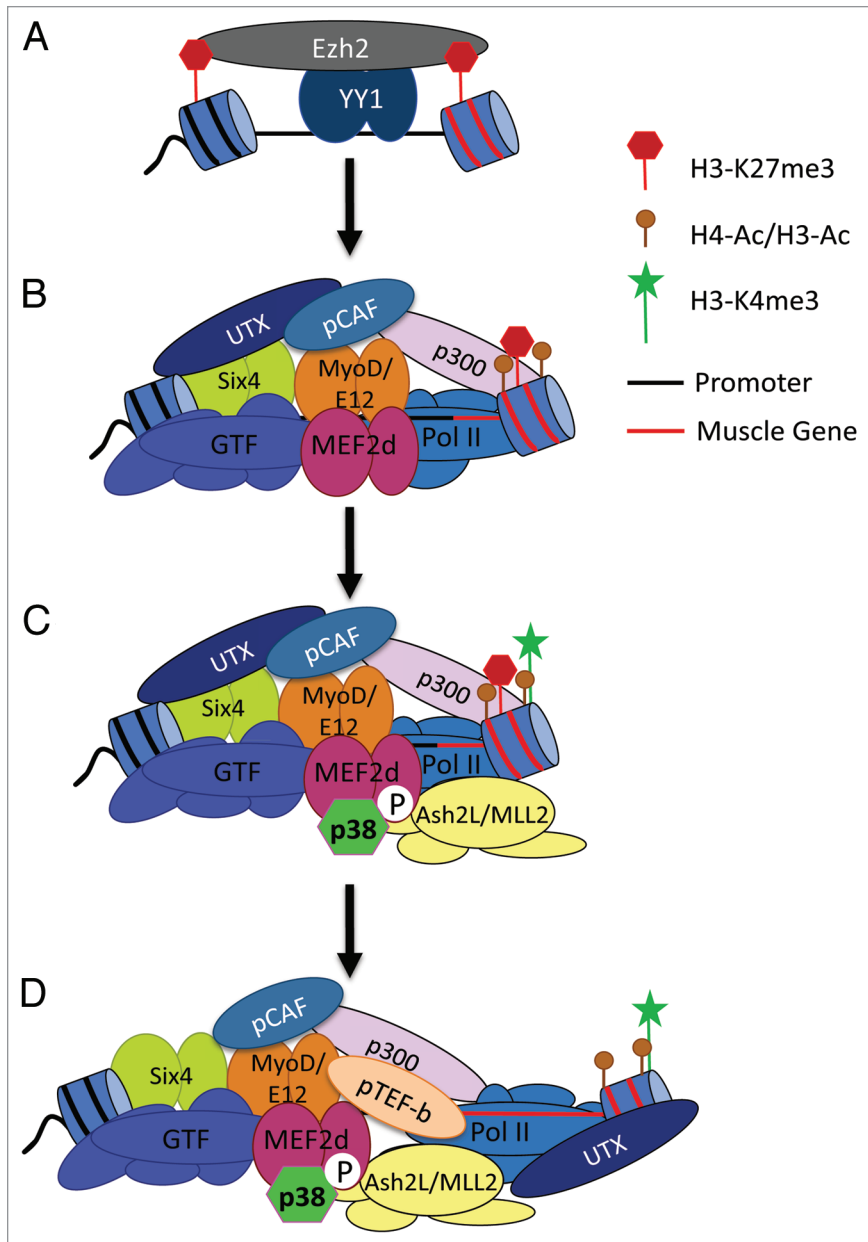 A
Ezh2
YY1
H3-K27me3
H4-Ac/H3-Ac
H3-K4me3
Promoter
Muscle Gene
B
UTX
pCAF
p300
Six4
MyoD/
E12
GTF
MEF2d
Pol II
C
UTX
pCAF
p300
Six4
MyoD/
E12
GTF
MEF2d
Pol II
P
p38
Ash2L/MLL2
D
pCAF
p300
Six4
MyoD/
E12
pTEF-b
GTF
MEF2d
Pol II
UTX
P
p38
Ash2L/MLL2